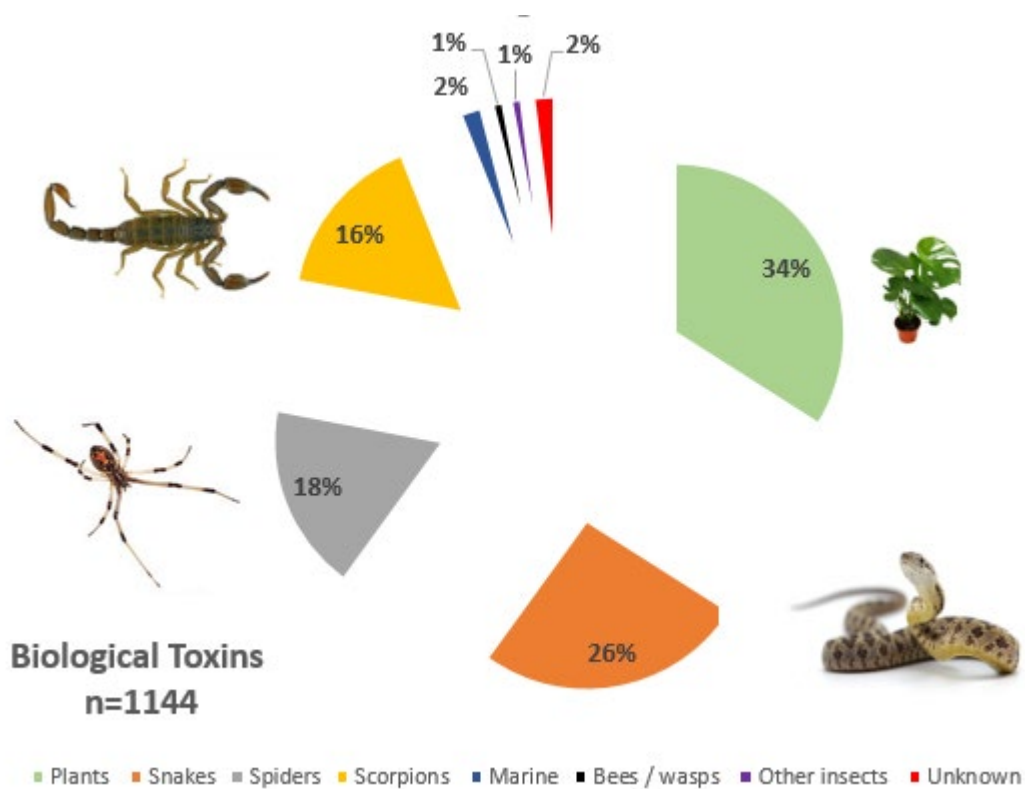 1%
1%
2%
2%
16%
34%
18%
26%
Biological Toxins
n=1144
Plants Snakes Spiders Scorpions Marine Bees / wasps Other insects Unknown